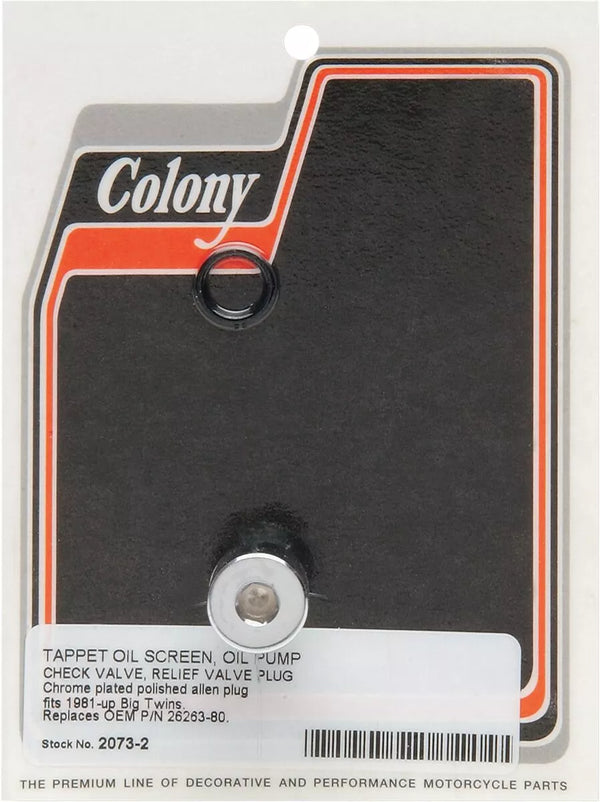 Colony
TAPPET OIL SCREEN, OIL PUMP
CHECK VALVE, RELIEF VALVE PLUG
Chrome plated polished allen plug
fits 1981-up Big Twins.
Replaces OEM P/N 26263-80.
Stock No. 2073-2
THE PREMIUM LINE OF DECORATIVE AND PERFORMANCE MOTORCYCLE PARTS